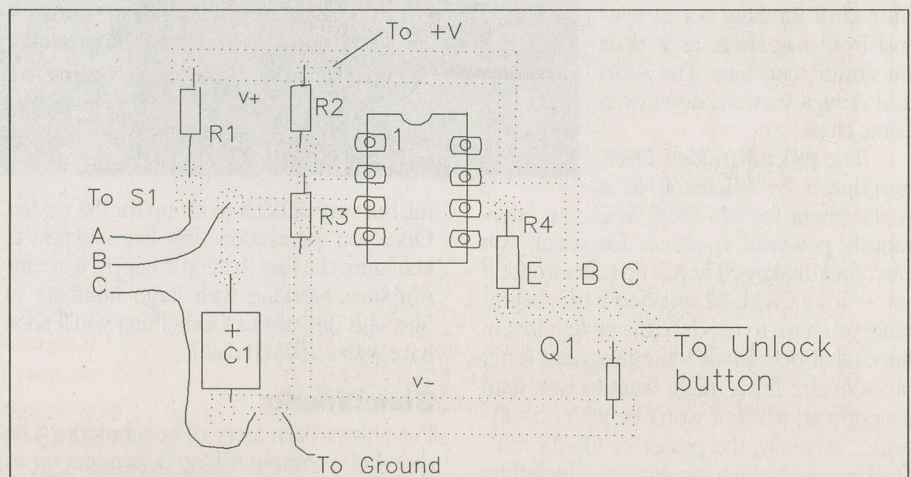 To +V
V+
R2
R1
1
To S1
R3
A
B
C
R4
E B C
+
C1
Q1
To Unlock
button
V-
To Ground